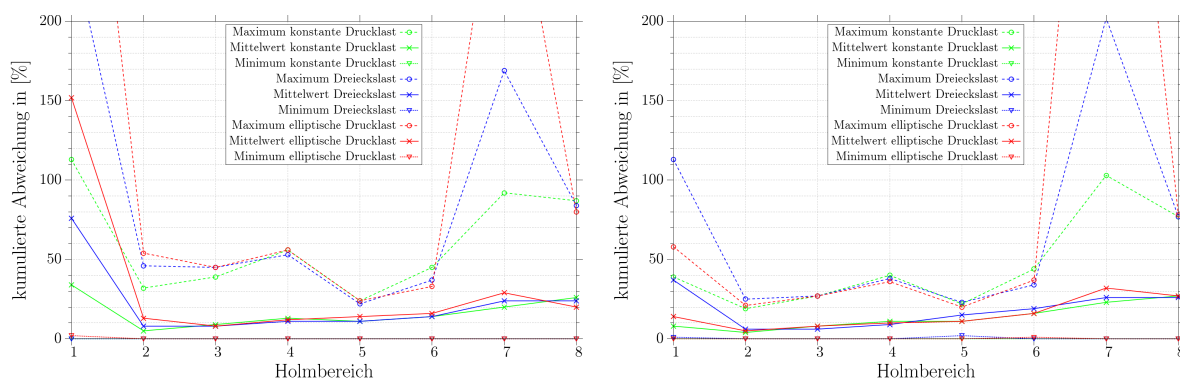 kumulierte Abweichung in [%]
200
150
100
50
0
Maximum konstante Drucklast
Mittelwert konstante Drucklast
Minimum konstante Drucklast
Maximum Dreieckslast
Mittelwert Dreieckslast
Minimum Dreieckslast
Maximum elliptische Drucklast
Mittelwert elliptische Drucklast
Minimum elliptische Drucklast
1 2 3 4 5 6 7 8
Holmbereich
kumulierte Abweichung in [%]
200
150
100
50
0
Maximum konstante Drucklast
Mittelwert konstante Drucklast
Minimum konstante Drucklast
Maximum Dreieckslast
Mittelwert Dreieckslast
Minimum Dreieckslast
Maximum elliptische Drucklast
Mittelwert elliptische Drucklast
Minimum elliptische Drucklast
1 2 3 4 5 6 7 8
Holmbereich